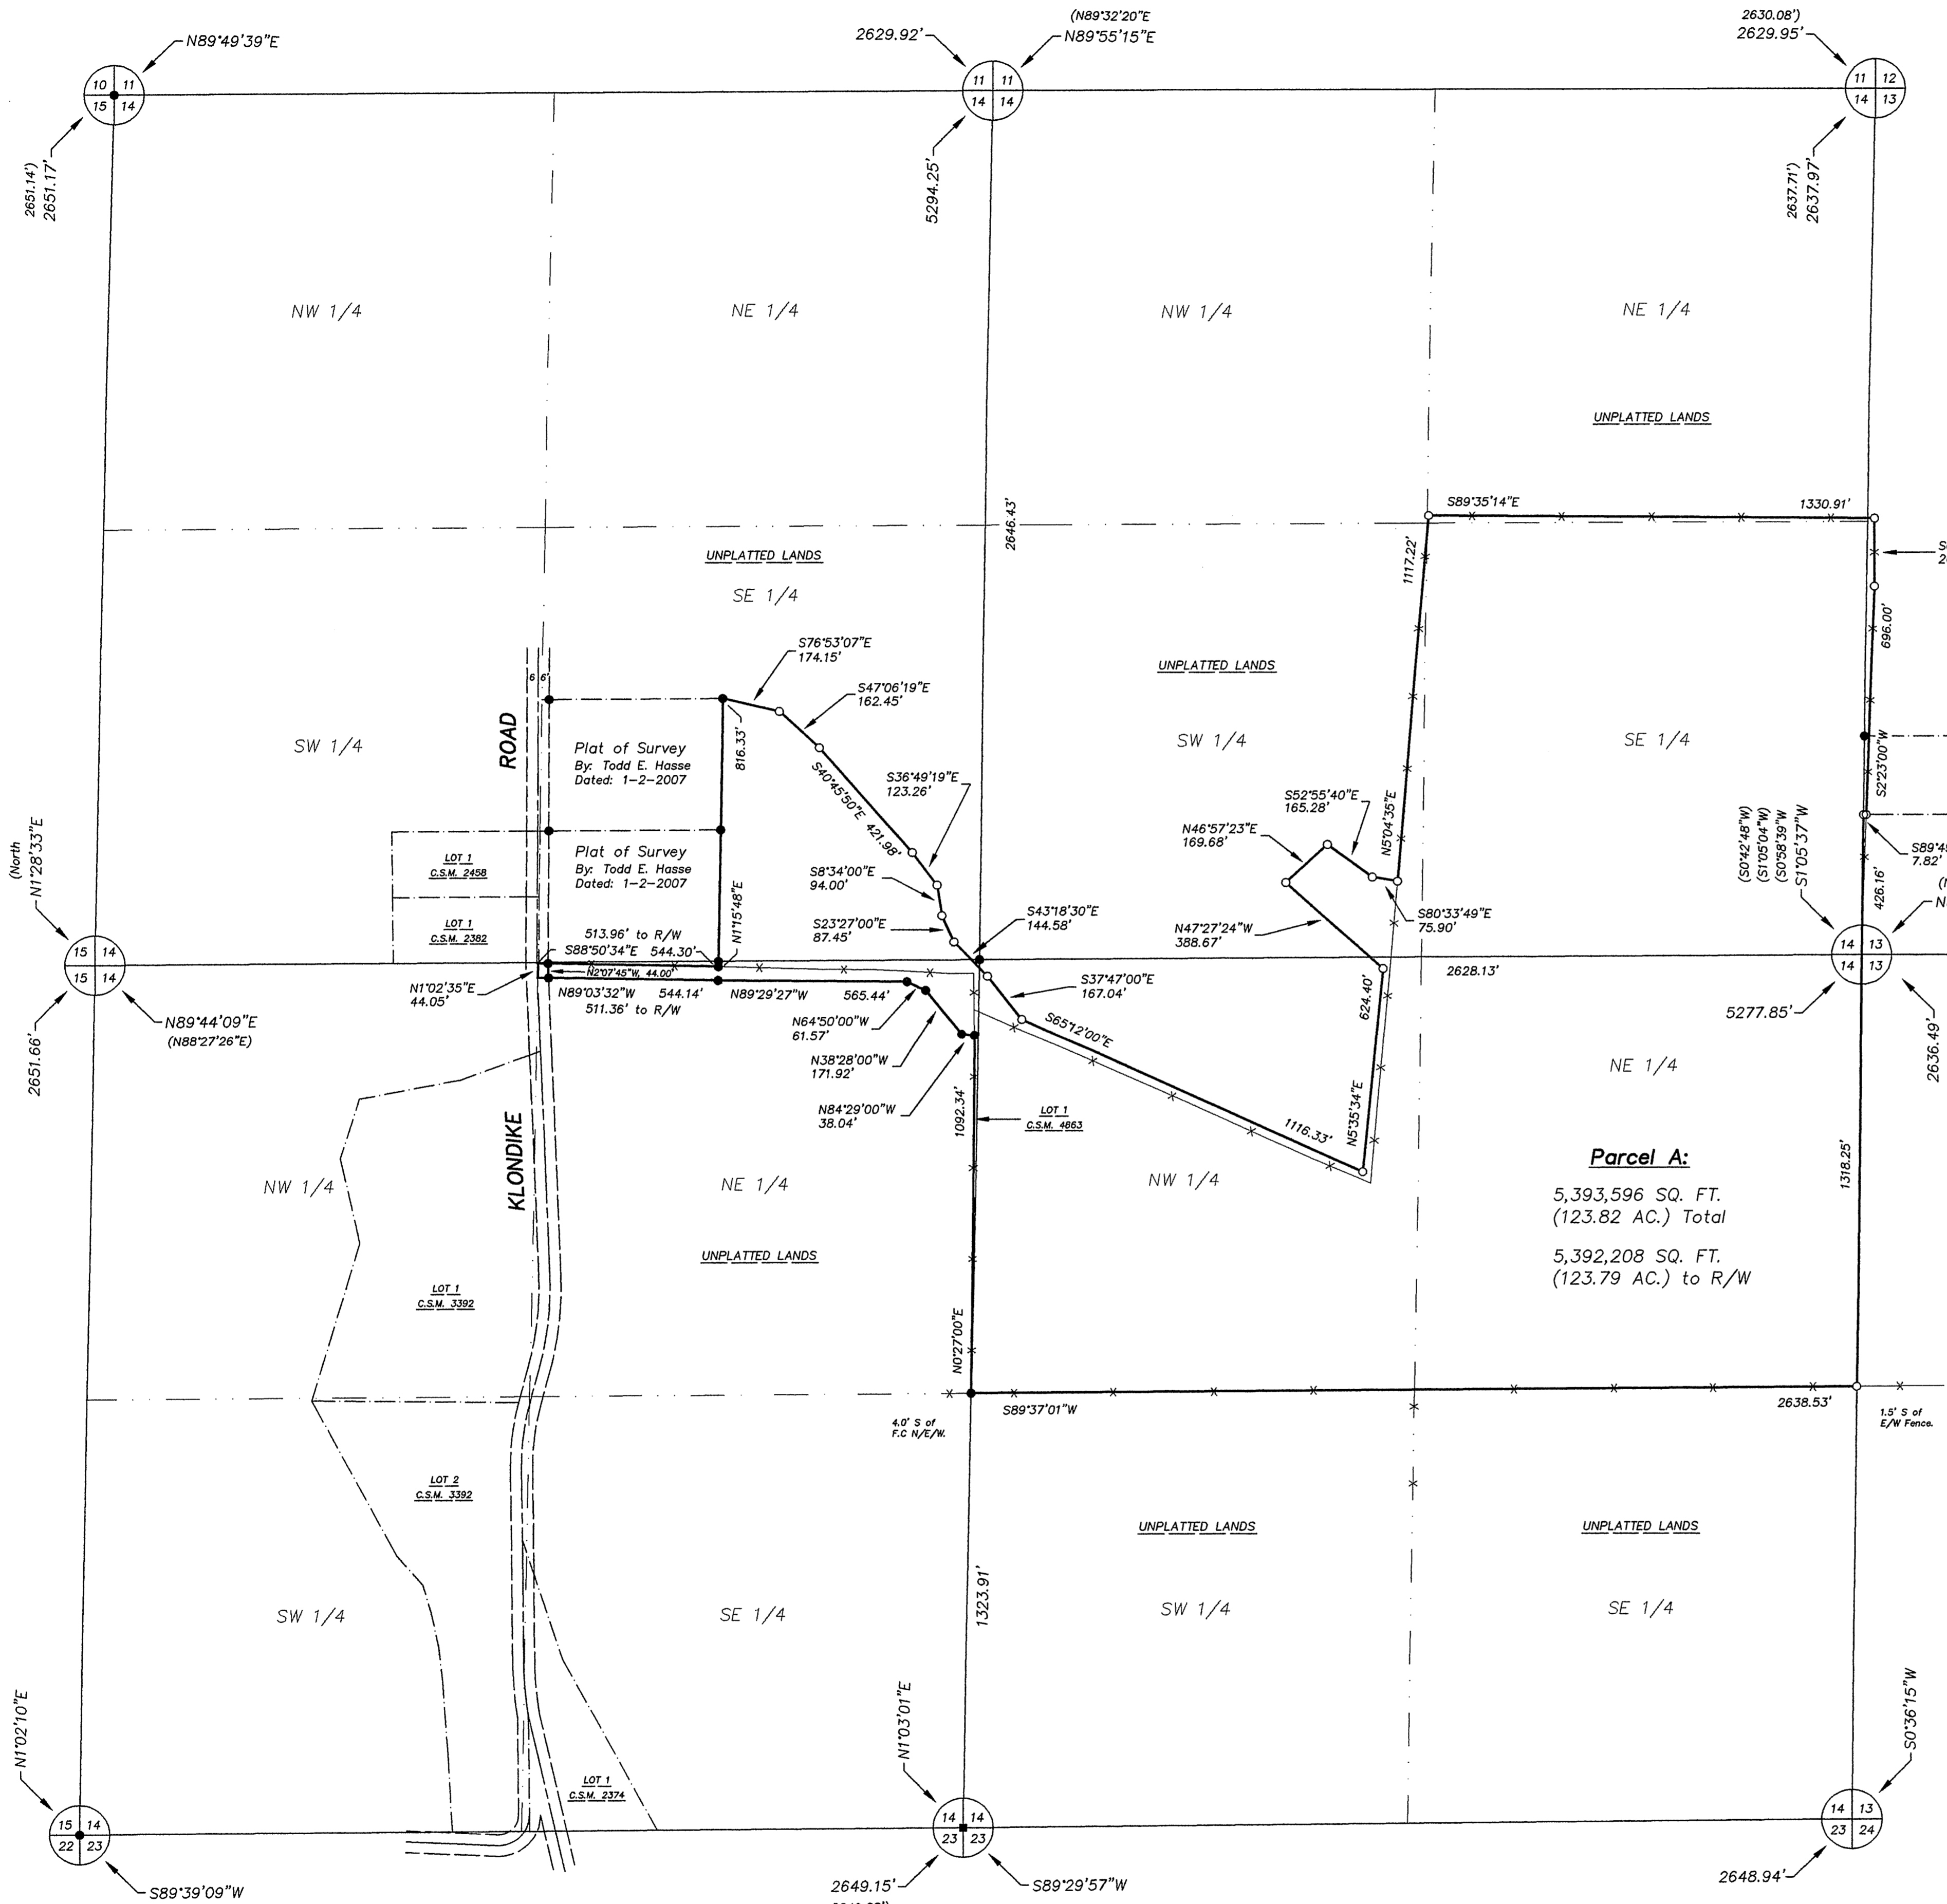 (N89°32'20"E
2630.08')
N89°49'39"E
2629.92'
N89°55'15"E
2629.95'
10 11
15 14
11 11
14 14
11 12
14 13
2651.14')
2651.17'
5294.25'
2637.71')
2637.97'
NW 1/4
NE 1/4
NW 1/4
NE 1/4
UNPLATTED LANDS
S89°35'14"E
1330.91'
2646.43'
1117.22'
UNPLATTED LANDS
SE 1/4
696.00'
S76°53'07"E
174.15'
UNPLATTED LANDS
S47°06'19"E
162.45'
6 6'
ROAD
SW 1/4
Plat of Survey
By: Todd E. Hasse
Dated: 1-2-2007
816.33'
S40°45'50"E 421.98'
SW 1/4
SE 1/4
S2°23'00"W
S36°49'19"E
123.26'
S52°55'40"E
165.28'
N5°04'35"E
N46°57'23"E
169.68'
(S0°42'48"W)
(S1°05'04"W)
(S0°58'39"W
S1°05'37"W
(North
N1°28'33"E
Plat of Survey
By: Todd E. Hasse
Dated: 1-2-2007
LOT 1
C.S.M. 2458
S8°34'00"E
94.00'
7.82'
426.16'
N1°15'48"E
S43°18'30"E
144.58'
S80°33'49"E
75.90'
LOT 1
C.S.M. 2382
S23°27'00"E
87.45'
N47°27'24"W
388.67'
513.96' to R/W
S88°50'34"E 544.30'
15 14
15 14
14 13
14 13
N2°07'45"W, 44.00'
2628.13'
N1°02'35"E
44.05'
N89°03'32"W 544.14'
511.36' to R/W
N89°29'27"W 565.44'
S37°47'00"E
167.04'
624.40'
5277.85'
N89°44'09"E
(N88°27'26"E)
N64°50'00"W
61.57'
S65°12'00"E
2651.66'
2636.49'
N38°28'00"W
171.92'
NE 1/4
N84°29'00"W
38.04'
1092.34'
LOT 1
C.S.M. 4663
1116.33'
N5°35'34"E
KLONDIKE
Parcel A:
1318.25'
NW 1/4
NE 1/4
NW 1/4
5,393,596 SQ. FT.
(123.82 AC.) Total
5,392,208 SQ. FT.
(123.79 AC.) to R/W
UNPLATTED LANDS
LOT 1
C.S.M. 3392
N0°27'00"E
S89°37'01"W
2638.53'
4.0' S of
F.C N/E/W.
1.5' S of
E/W Fence.
LOT 2
C.S.M. 3392
UNPLATTED LANDS
UNPLATTED LANDS
1323.91'
SW 1/4
SE 1/4
SW 1/4
SE 1/4
N1°02'10"E
N1°03'01"E
S0°36'15"W
LOT 1
C.S.M. 2374
15 14
22 23
14 14
23 23
14 13
23 24
S89°39'09"W
2649.15'
S89°29'57"W
2648.94'